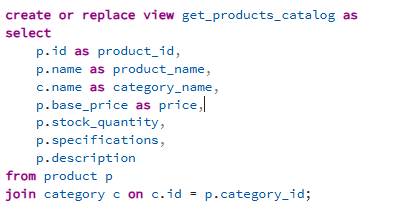 create or replace view get_products_catalog as
select
    p.id as product_id,
    p.name as product_name,
    c.name as category_name,
    p.base_price as price,
    p.stock_quantity,
    p.specifications,
    p.description
from product p
join category c on c.id = p.category_id;